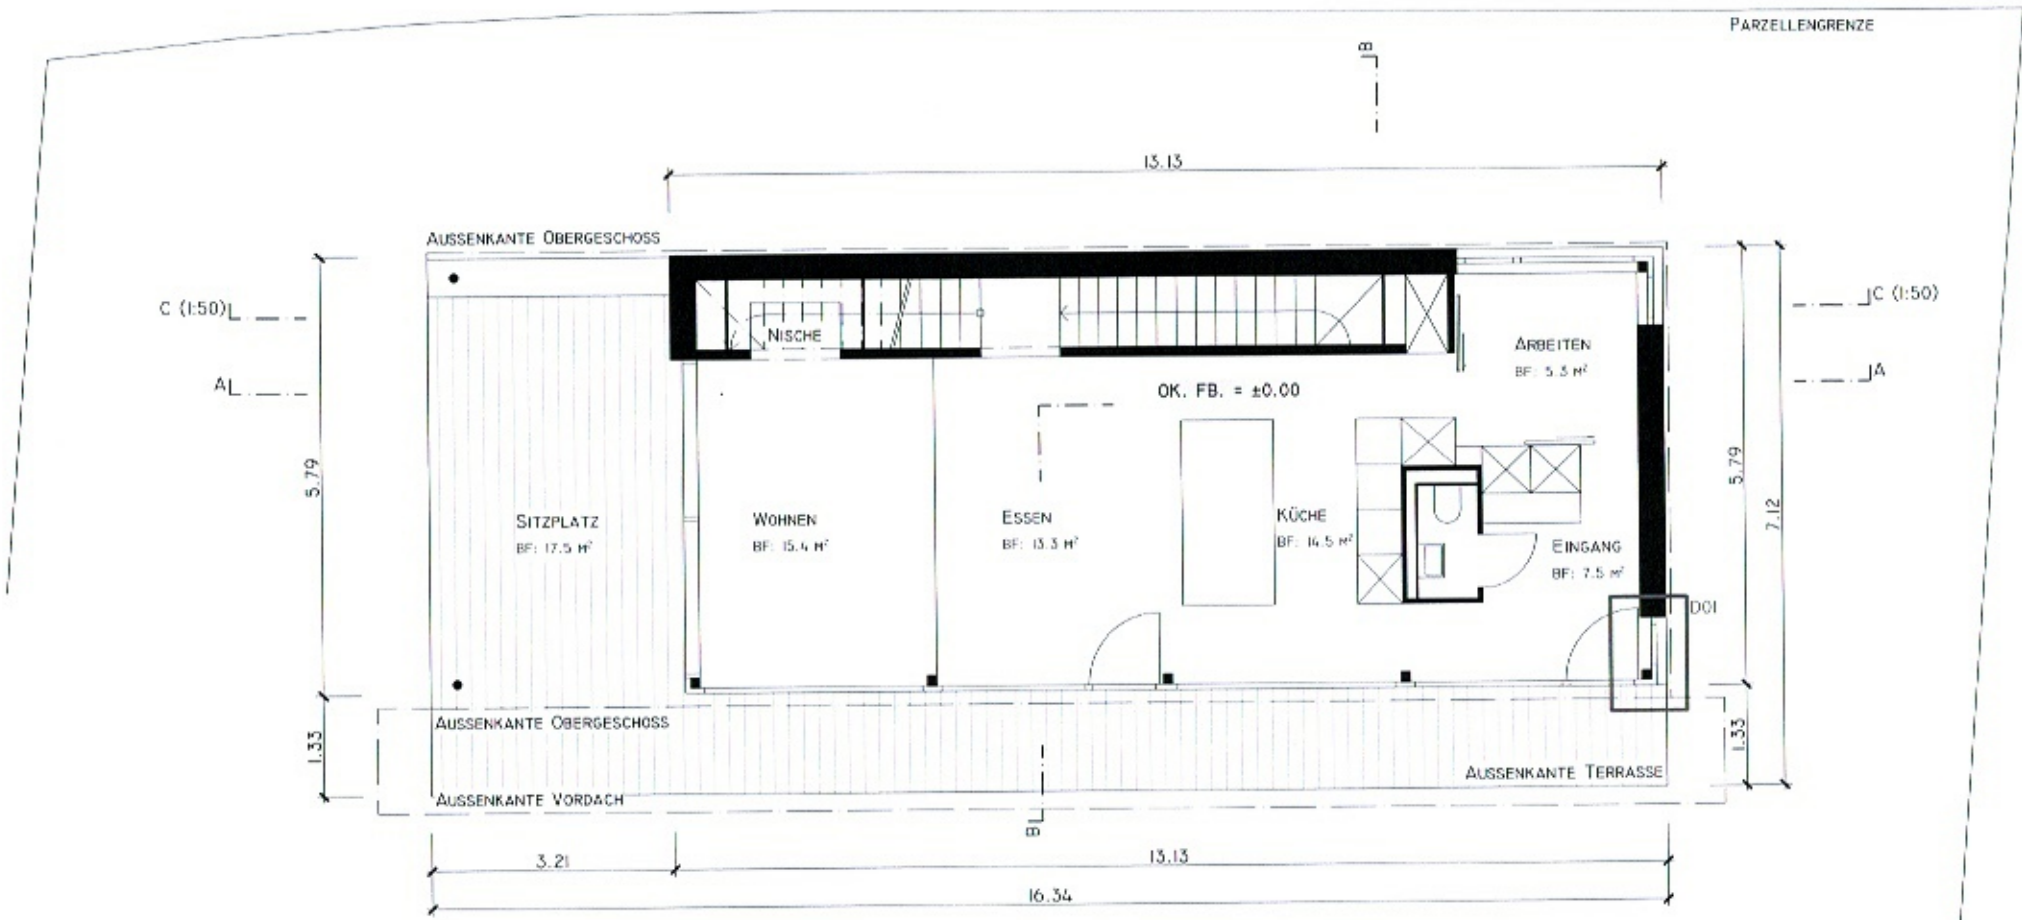 PARZELLENGRENZE
B
13.13
AUSSENKANTE OBERGESCHOSS
C (1:50)
C (1:50)
NISCHE
ARBEITEN
BF: 5.3 M²
A
A
OK. FB. = ±0.00
5.79
5.79
7.12
SITZPLATZ
BF: 17.5 M²
WOHNEN
BF: 15.4 M²
ESSEN
BF: 13.3 M²
KÜCHE
BF: 14.5 M²
EINGANG
BF: 7.5 M²
D01
AUSSENKANTE OBERGESCHOSS
1.33
1.33
AUSSENKANTE TERRASSE
AUSSENKANTE VORDACH
B
3.21
13.13
16.34